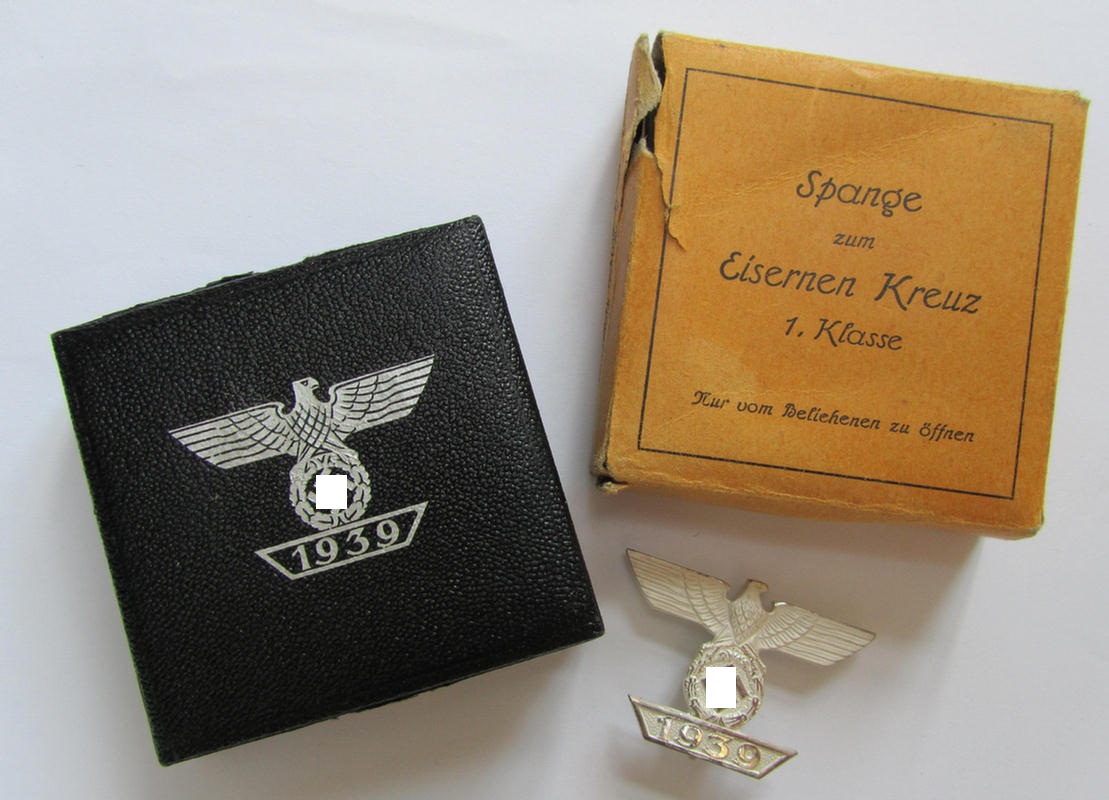 1939
Spange
zum
Eisernen Kreuz
1. Klasse
Nur vom Beliehenen zu öffnen
1939